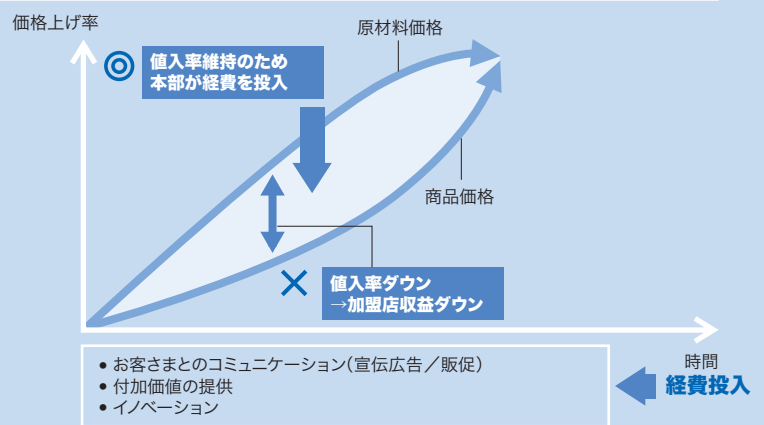 価格上げ率
原材料価格
◎
値入率維持のため
本部が経費を投入
商品価格
×
値入率ダウン
→加盟店収益ダウン
時間
• お客さまとのコミュニケーション（宣伝広告／販促）
• 付加価値の提供
• イノベーション
経費投入